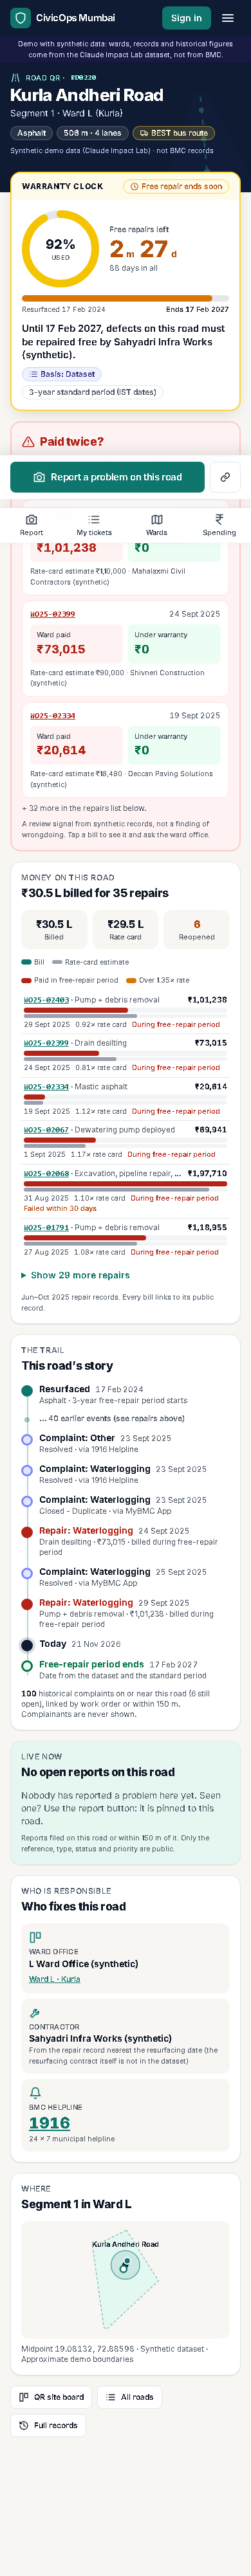 CivicOps Mumbai
Sign in
Demo with synthetic data: wards, records and historical figures
come from the Claude Impact Lab dataset, not from BMC.
ROAD QR ·
Kurla Andheri Road
Segment 1 · Ward L (Kurla)
Asphalt
508 m · 4 lanes
BEST bus route
Synthetic demo data (Claude Impact Lab) · not BMC records
WARRANTY CLOCK
Free repair ends soon
92%
USED
Free repairs left
2 m 27 d
88 days in all
Resurfaced 17 Feb 2024
Ends 17 Feb 2027
Until 17 Feb 2027, defects on this road must
be repaired free by Sahyadri Infra Works
(synthetic).
Basis: Dataset
3-year standard period (IST dates)
Paid twice?
Report a problem on this road
Report
My tickets
Wards
Spending
₹1,01,238
₹0
Rate-card estimate ₹1,10,000 · Mahalaxmi Civil
Contractors (synthetic)
WO25-02399
24 Sept 2025
Ward paid
₹73,015
Under warranty
₹0
Rate-card estimate ₹90,000 · Shivneri Construction
(synthetic)
WO25-02334
19 Sept 2025
Ward paid
₹20,614
Under warranty
₹0
Rate-card estimate ₹18,480 · Deccan Paving Solutions
(synthetic)
+ 32 more in the repairs list below.
A review signal from synthetic records, not a finding of
wrongdoing. Tap a bill to see it and ask the ward office.
MONEY ON THIS ROAD
₹30.5 L billed for 35 repairs
₹30.5 L
Billed
₹29.5 L
Rate card
6
Reopened
Bill
Rate-card estimate
Paid in free-repair period
Over 1.35× rate
WO25-02403 · Pump + debris removal
₹1,01,238
29 Sept 2025 0.92× rate card During free-repair period
WO25-02399 · Drain desilting
₹73,015
24 Sept 2025 0.81× rate card During free-repair period
WO25-02334 · Mastic asphalt
₹20,614
19 Sept 2025 1.12× rate card During free-repair period
WO25-02067 · Dewatering pump deployed
₹69,941
1 Sept 2025 1.17× rate card During free-repair period
WO25-02068 · Excavation, pipeline repair, ...
₹1,97,710
31 Aug 2025 1.10× rate card During free-repair period
Failed within 30 days
WO25-01791 · Pump + debris removal
₹1,18,955
27 Aug 2025 1.08× rate card During free-repair period
Show 29 more repairs
Jun–Oct 2025 repair records. Every bill links to its public
record.
THE TRAIL
This road's story
Resurfaced 17 Feb 2024
Asphalt · 3-year free-repair period starts
... 40 earlier events (see repairs above)
Complaint: Other 23 Sept 2025
Resolved · via 1916 Helpline
Complaint: Waterlogging 23 Sept 2025
Resolved · via 1916 Helpline
Complaint: Waterlogging 23 Sept 2025
Closed - Duplicate · via MyBMC App
Repair: Waterlogging 24 Sept 2025
Drain desilting · ₹73,015 · billed during free-repair
period
Complaint: Waterlogging 25 Sept 2025
Resolved · via MyBMC App
Repair: Waterlogging 29 Sept 2025
Pump + debris removal · ₹1,01,238 · billed during
free-repair period
Today 21 Nov 2026
Free-repair period ends 17 Feb 2027
Date from the dataset and the standard period
100 historical complaints on or near this road (6 still
open), linked by work order or within 150 m.
Complainants are never shown.
LIVE NOW
No open reports on this road
Nobody has reported a problem here yet. Seen
one? Use the report button: it is pinned to this
road.
Reports filed on this road or within 150 m of it. Only the
reference, type, status and priority are public.
WHO IS RESPONSIBLE
Who fixes this road
WARD OFFICE
L Ward Office (synthetic)
Ward L · Kurla
CONTRACTOR
Sahyadri Infra Works (synthetic)
From the repair record nearest the resurfacing date (the
resurfacing contract itself is not in the dataset)
BMC HELPLINE
1916
24 × 7 municipal helpline
WHERE
Segment 1 in Ward L
Kurla Andheri Road
Midpoint 19.08132, 72.88598 · Synthetic dataset ·
Approximate demo boundaries
QR site board
All roads
Full records